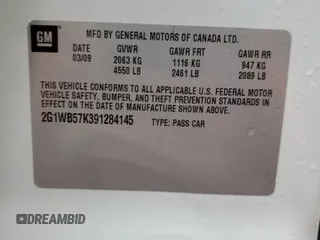 GM
MFD BY GENERAL MOTORS OF CANADA LTD.
DATE GVWR GAWR FRT GAWR RR
03/09 2063 KG 1116 KG 947 KG
4550 LB 2461 LB 2089 LB
THIS VEHICLE CONFORMS TO ALL APPLICABLE U.S. FEDERAL MOTOR
VEHICLE SAFETY, BUMPER, AND THEFT PREVENTION STANDARDS IN
EFFECT ON THE DATE OF MANUFACTURE SHOWN ABOVE.
2G1WB57K391284145 TYPE: PASS CAR
DREAMBID